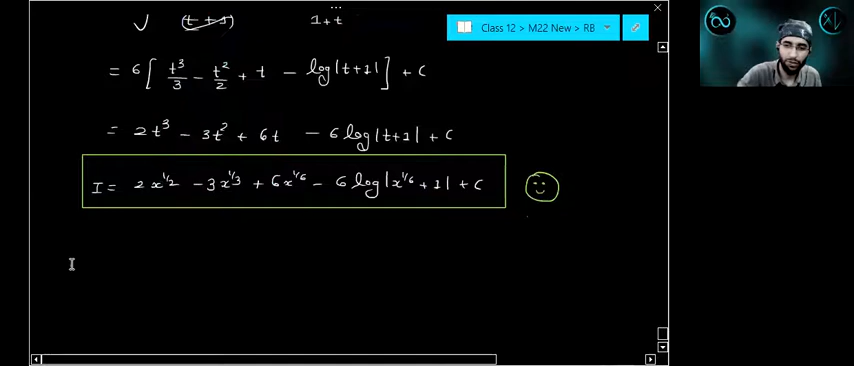 (t+1) 1+t
Class 12 > M22 New > RB
= 6 [ t³/3 - t²/2 + t - log|t+1| ] + C
= 2t³ - 3t² + 6t - 6 log|t+1| + C
I = 2x^1/2 - 3x^1/3 + 6x^1/6 - 6 log|x^1/6 + 1| + C